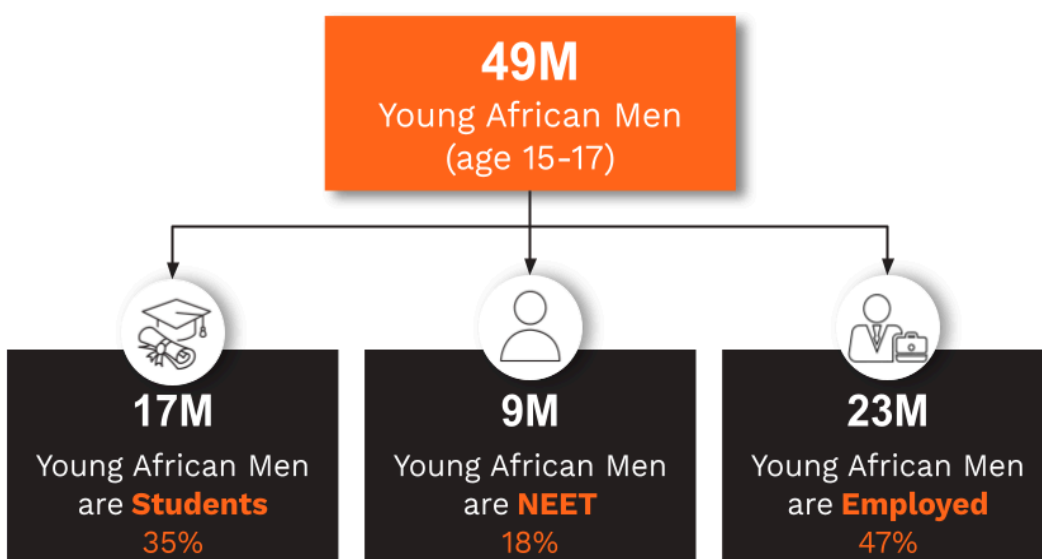 49M
Young African Men
(age 15-17)
17M
Young African Men
are Students
35%
9M
Young African Men
are NEET
18%
23M
Young African Men
are Employed
47%